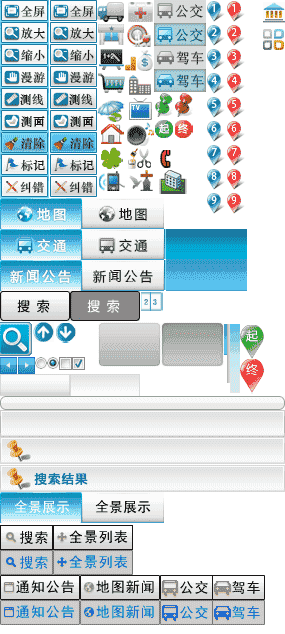 全屏 全屏 公交 1 1
放大 放大 公交 2 2
缩小 缩小 驾车 3 3
漫游 漫游 驾车 4 4
测线 测线 TV 5 5
测面 测面 起 终 6 6
清除 清除 7 7
标记 标记 8 8
纠错 纠错 9 9
地图 地图
交通 交通
新闻公告 新闻公告
搜索 搜索 2 3
起
终
搜索结果
全景展示 全景展示
搜索 全景列表
搜索 全景列表
通知公告 地图新闻 公交 驾车
通知公告 地图新闻 公交 驾车